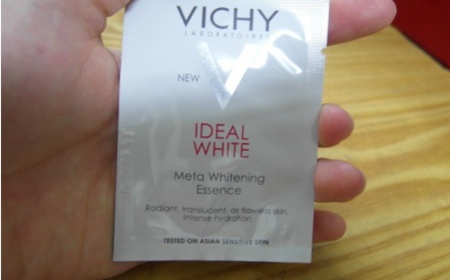 VICHY
LABORATOIRES
NEW
IDEAL
WHITE
Meta Whitening
Essence
Radiant, translucent, as flawless skin,
intense hydration
TESTED ON ASIAN SENSITIVE SKIN